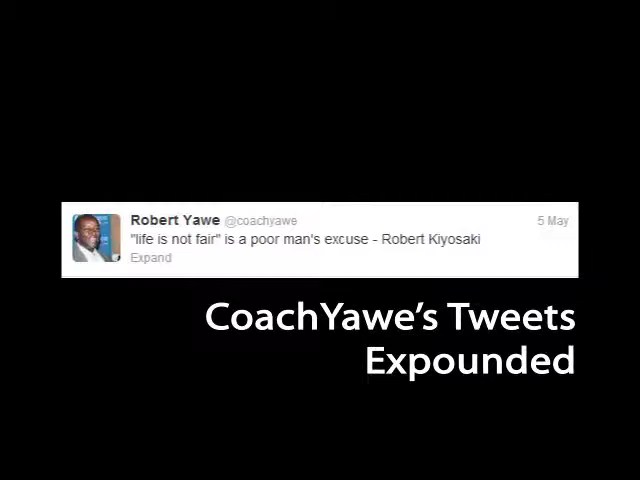 Robert Yawe @coachyawe 5 May
"life is not fair" is a poor man's excuse - Robert Kiyosaki
Expand
CoachYawe's Tweets
Expounded